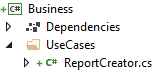 C# Business
Dependencies
UseCases
C# ReportCreator.cs